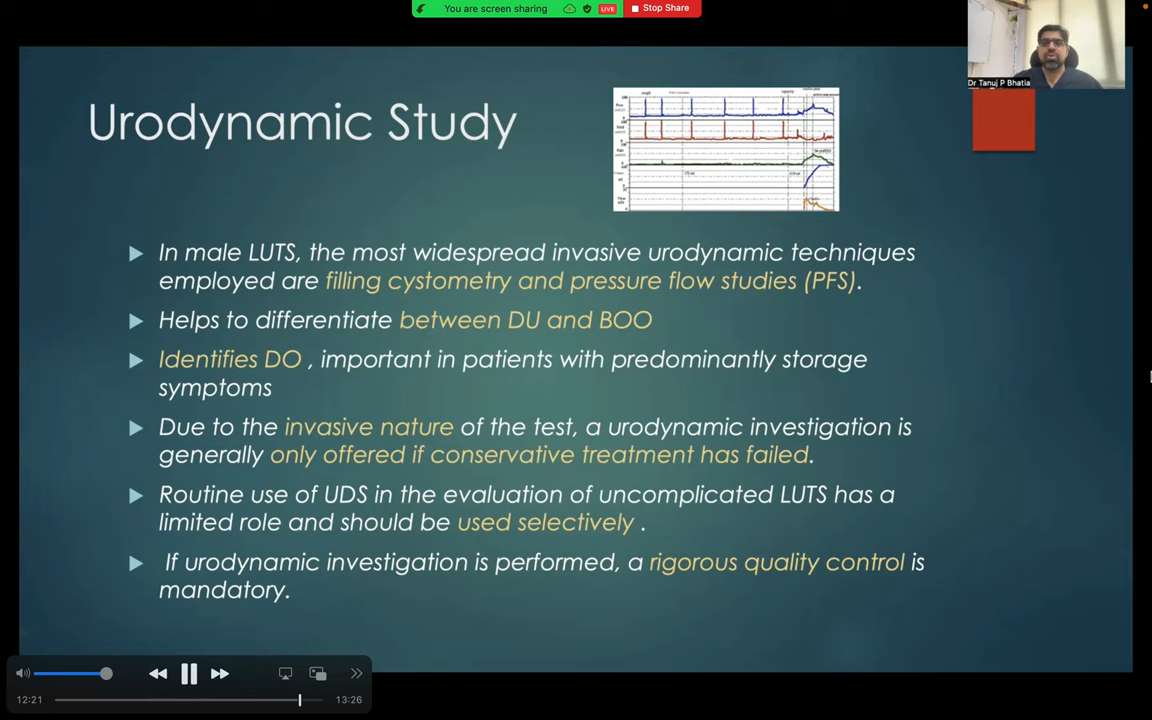 You are screen sharing LIVE Stop Share
Dr Tanuj P Bhatia
Urodynamic Study
In male LUTS, the most widespread invasive urodynamic techniques
employed are filling cystometry and pressure flow studies (PFS).
Helps to differentiate between DU and BOO
Identifies DO , important in patients with predominantly storage
symptoms
Due to the invasive nature of the test, a urodynamic investigation is
generally only offered if conservative treatment has failed.
Routine use of UDS in the evaluation of uncomplicated LUTS has a
limited role and should be used selectively .
If urodynamic investigation is performed, a rigorous quality control is
mandatory.
12:21 13:26